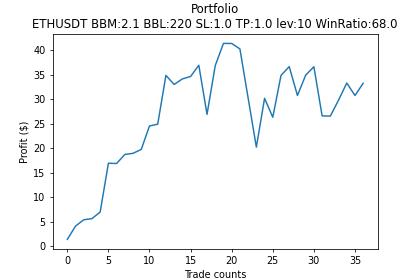 Portfolio
ETHUSDT BBM:2.1 BBL:220 SL:1.0 TP:1.0 lev:10 WinRatio:68.0
Profit ($)
40
35
30
25
20
15
10
5
0
0 5 10 15 20 25 30 35
Trade counts